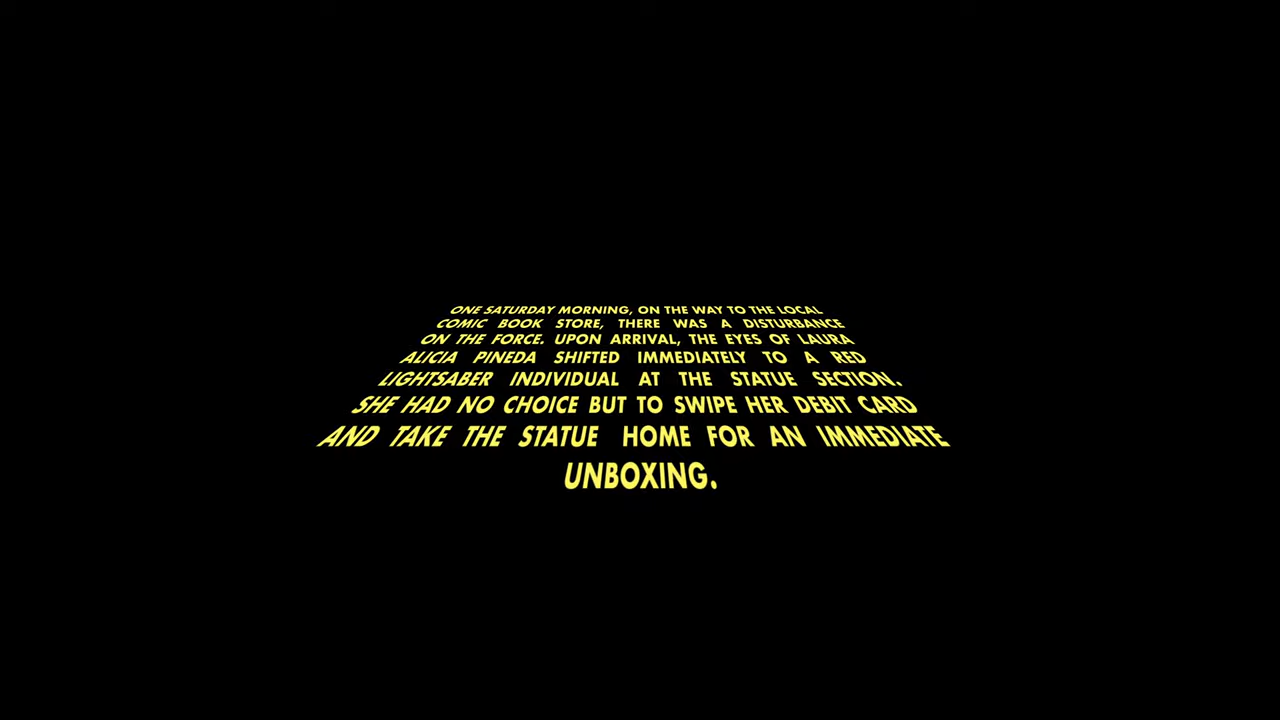 ONE SATURDAY MORNING, ON THE WAY TO THE LOCAL
COMIC BOOK STORE, THERE WAS A DISTURBANCE
ON THE FORCE. UPON ARRIVAL, THE EYES OF LAURA
ALICIA PINEDA SHIFTED IMMEDIATELY TO A RED
LIGHTSABER INDIVIDUAL AT THE STATUE SECTION.
SHE HAD NO CHOICE BUT TO SWIPE HER DEBIT CARD
AND TAKE THE STATUE HOME FOR AN IMMEDIATE
UNBOXING.